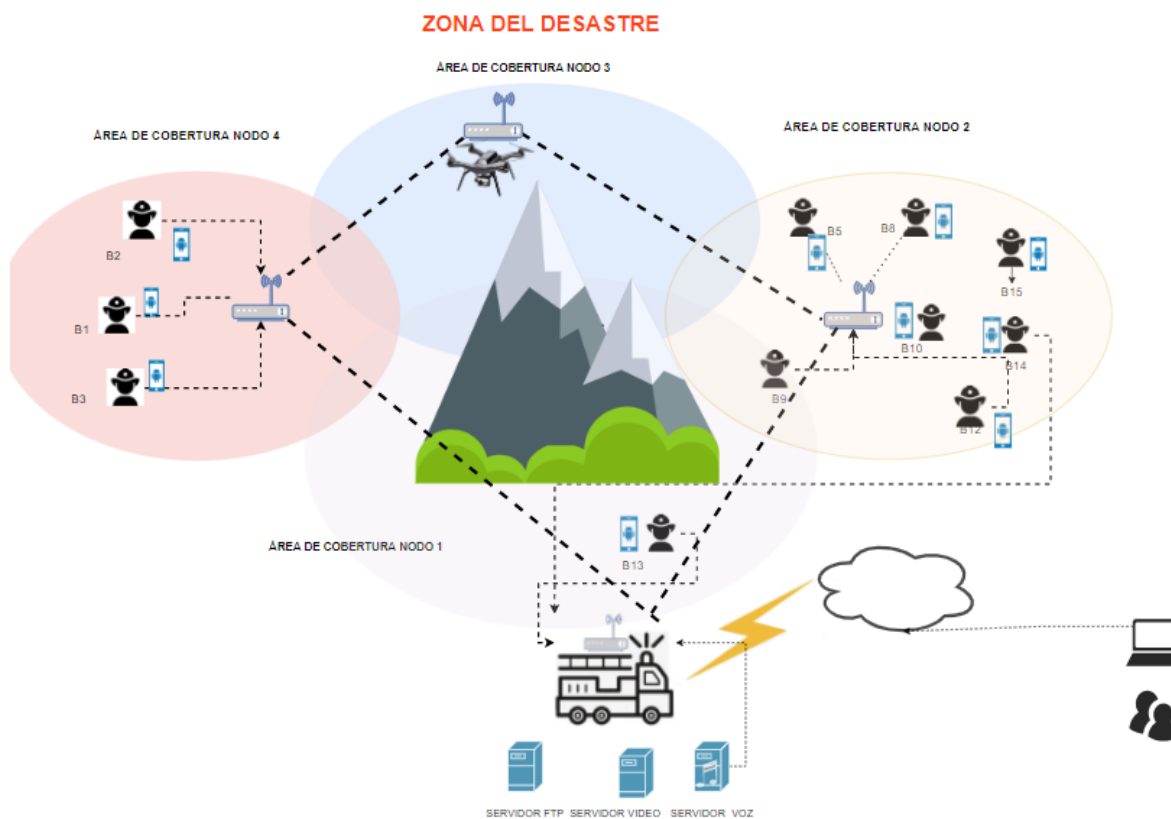 ZONA DEL DESASTRE
ÁREA DE COBERTURA NODO 3
ÁREA DE COBERTURA NODO 4
ÁREA DE COBERTURA NODO 2
B2
B5
B8
B15
B1
B10
B14
B3
B9
B12
ÁREA DE COBERTURA NODO 1
B13
SERVIDOR FTP
SERVIDOR VIDEO
SERVIDOR VOZ